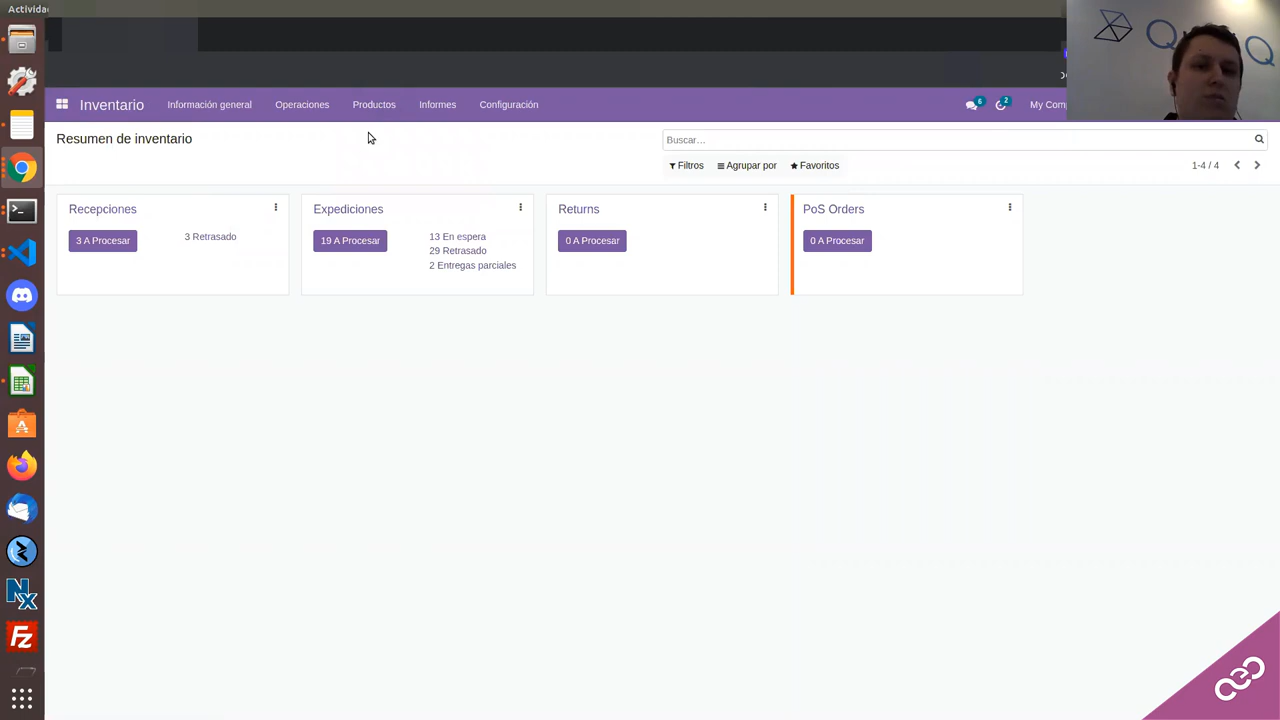 Activida
Inventario
Información general
Operaciones
Productos
Informes
Configuración
6
2
My Comp
Resumen de inventario
Buscar...
Filtros
Agrupar por
Favoritos
1-4 / 4
Recepciones
3 A Procesar
3 Retrasado
Expediciones
19 A Procesar
13 En espera
29 Retrasado
2 Entregas parciales
Returns
0 A Procesar
PoS Orders
0 A Procesar